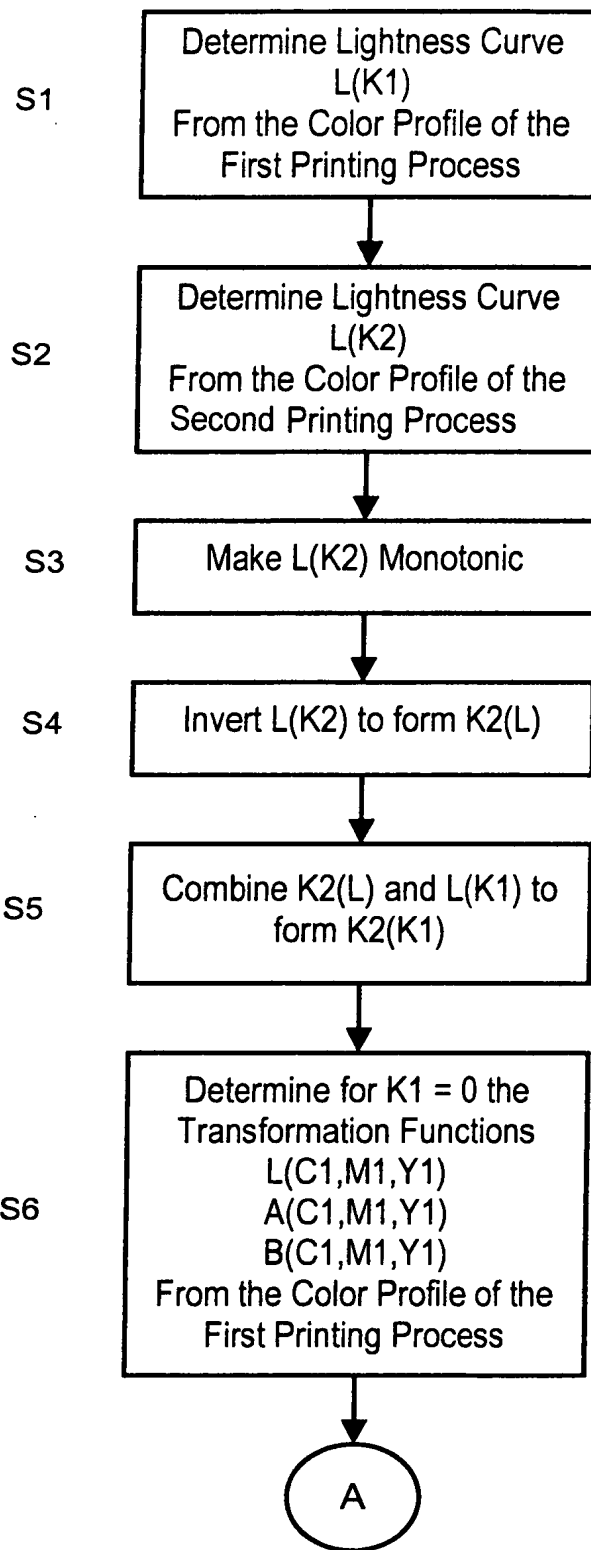 S1
Determine Lightness Curve
L(K1)
From the Color Profile of the
First Printing Process
S2
Determine Lightness Curve
L(K2)
From the Color Profile of the
Second Printing Process
S3
Make L(K2) Monotonic
S4
Invert L(K2) to form K2(L)
S5
Combine K2(L) and L(K1) to
form K2(K1)
S6
Determine for K1 = 0 the
Transformation Functions
L(C1,M1,Y1)
A(C1,M1,Y1)
B(C1,M1,Y1)
From the Color Profile of the
First Printing Process
A